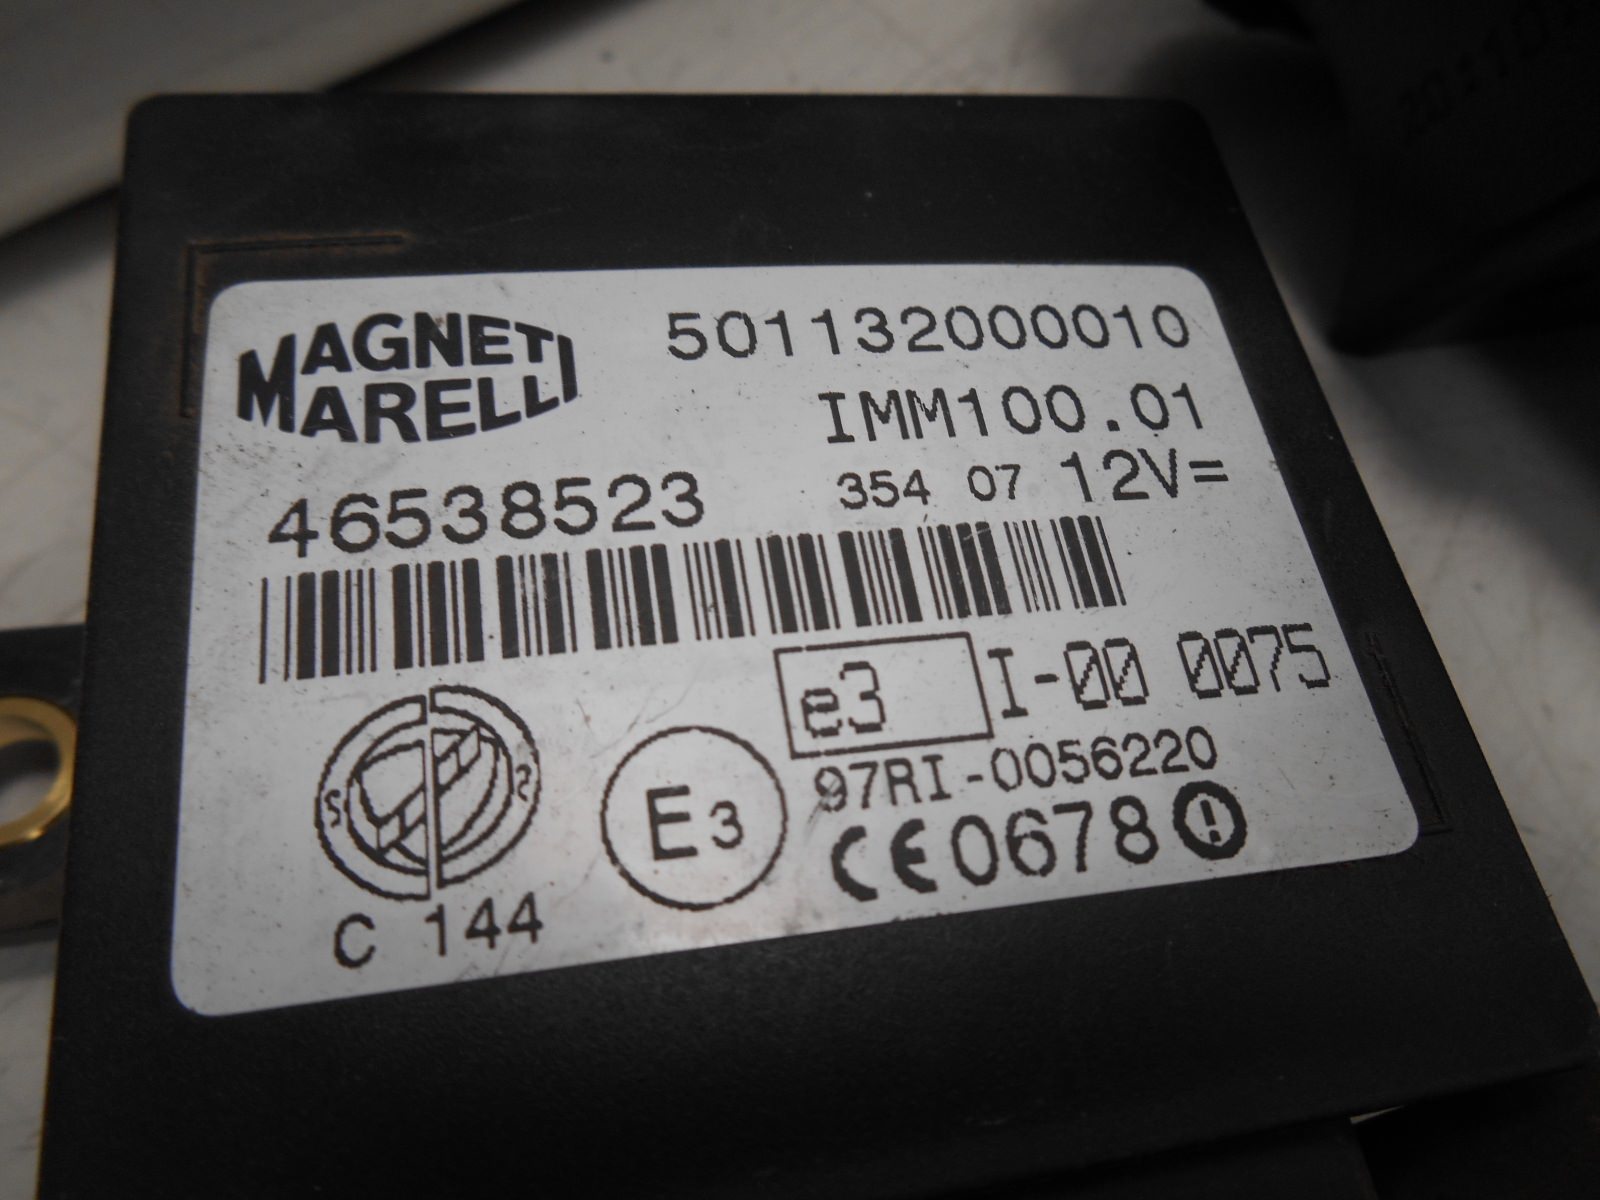 MAGNETI
MARELLI
501132000010
IMM100.01
46538523
354 07 12V=
e3
I-00 0075
E3
97RI-0056220
CE0678
C 144